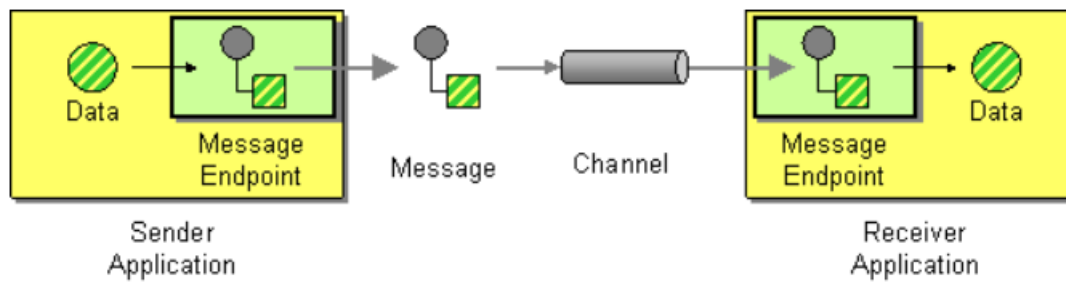 Data
Message
Endpoint
Message
Channel
Message
Endpoint
Data
Sender
Application
Receiver
Application